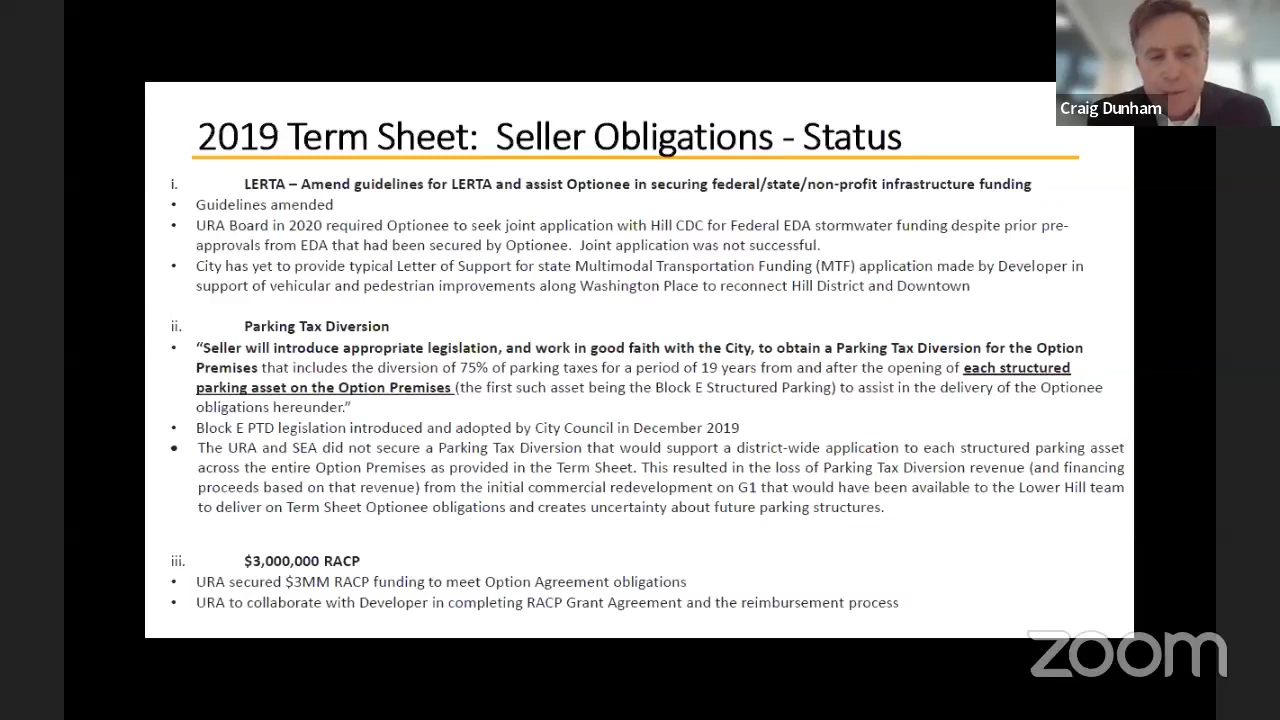 Craig Dunham
2019 Term Sheet: Seller Obligations - Status
i. LERTA – Amend guidelines for LERTA and assist Optionee in securing federal/state/non-profit infrastructure funding
• Guidelines amended
• URA Board in 2020 required Optionee to seek joint application with Hill CDC for Federal EDA stormwater funding despite prior pre-
approvals from EDA that had been secured by Optionee. Joint application was not successful.
• City has yet to provide typical Letter of Support for state Multimodal Transportation Funding (MTF) application made by Developer in
support of vehicular and pedestrian improvements along Washington Place to reconnect Hill District and Downtown
ii. Parking Tax Diversion
• “Seller will introduce appropriate legislation, and work in good faith with the City, to obtain a Parking Tax Diversion for the Option
Premises that includes the diversion of 75% of parking taxes for a period of 19 years from and after the opening of each structured
parking asset on the Option Premises (the first such asset being the Block E Structured Parking) to assist in the delivery of the Optionee
obligations hereunder.”
• Block E PTD legislation introduced and adopted by City Council in December 2019
• The URA and SEA did not secure a Parking Tax Diversion that would support a district-wide application to each structured parking asset
across the entire Option Premises as provided in the Term Sheet. This resulted in the loss of Parking Tax Diversion revenue (and financing
proceeds based on that revenue) from the initial commercial redevelopment on G1 that would have been available to the Lower Hill team
to deliver on Term Sheet Optionee obligations and creates uncertainty about future parking structures.
iii. $3,000,000 RACP
• URA secured $3MM RACP funding to meet Option Agreement obligations
• URA to collaborate with Developer in completing RACP Grant Agreement and the reimbursement process
zoom